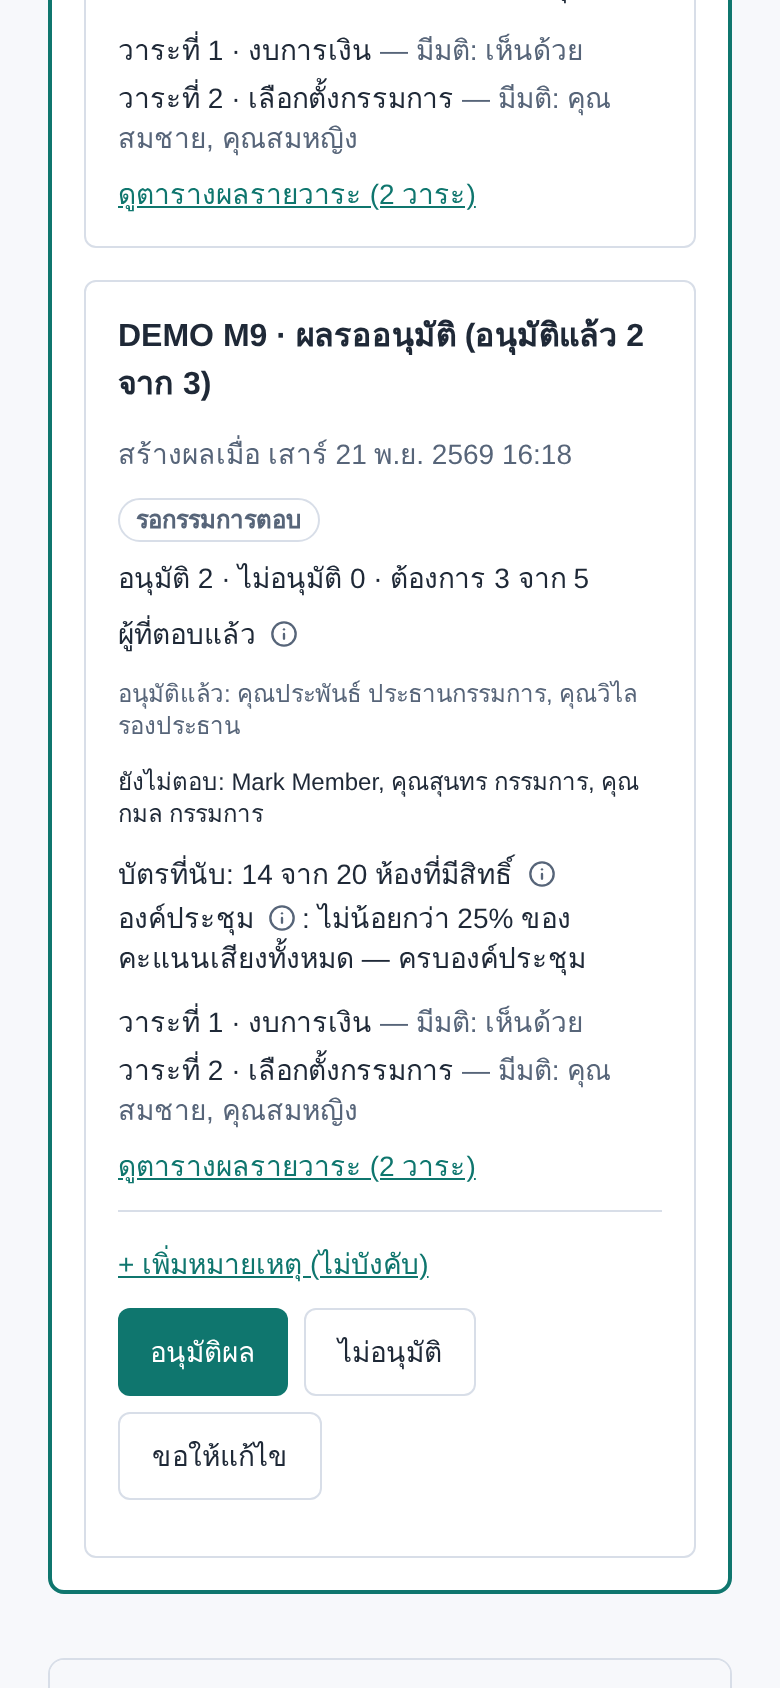 วาระที่ 1 · งบการเงิน — มีมติ: เห็นด้วย
วาระที่ 2 · เลือกตั้งกรรมการ — มีมติ: คุณ
สมชาย, คุณสมหญิง
ดูตารางผลรายวาระ (2 วาระ)
DEMO M9 · ผลรออนุมัติ (อนุมัติแล้ว 2
จาก 3)
สร้างผลเมื่อ เสาร์ 21 พ.ย. 2569 16:18
รอกรรมการตอบ
อนุมัติ 2 · ไม่อนุมัติ 0 · ต้องการ 3 จาก 5
ผู้ที่ตอบแล้ว
อนุมัติแล้ว: คุณประพันธ์ ประธานกรรมการ, คุณวิไล
รองประธาน
ยังไม่ตอบ: Mark Member, คุณสุนทร กรรมการ, คุณ
กมล กรรมการ
บัตรที่นับ: 14 จาก 20 ห้องที่มีสิทธิ์
องค์ประชุม : ไม่น้อยกว่า 25% ของ
คะแนนเสียงทั้งหมด — ครบองค์ประชุม
วาระที่ 1 · งบการเงิน — มีมติ: เห็นด้วย
วาระที่ 2 · เลือกตั้งกรรมการ — มีมติ: คุณ
สมชาย, คุณสมหญิง
ดูตารางผลรายวาระ (2 วาระ)
+ เพิ่มหมายเหตุ (ไม่บังคับ)
อนุมัติผล
ไม่อนุมัติ
ขอให้แก้ไข